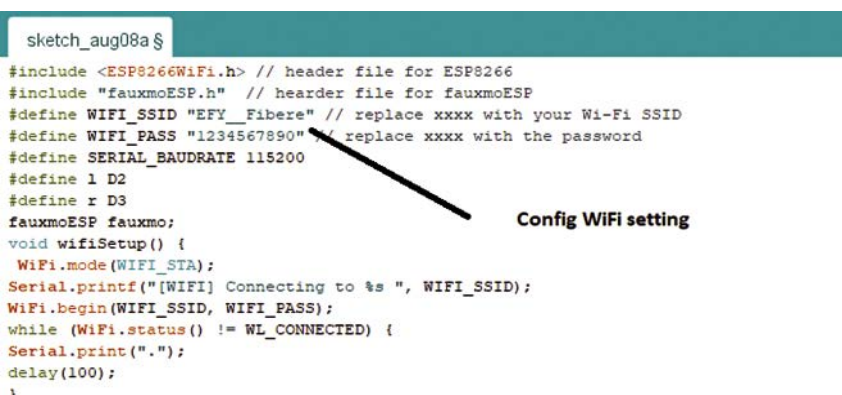 sketch_aug08a §
#include <ESP8266WiFi.h> // header file for ESP8266
#include "fauxmoESP.h" // hearder file for fauxmoESP
#define WIFI_SSID "EFY__Fibere" // replace xxxx with your Wi-Fi SSID
#define WIFI_PASS "1234567890" // replace xxxx with the password
#define SERIAL_BAUDRATE 115200
#define l D2
#define r D3
fauxmoESP fauxmo;
Config WiFi setting
void wifiSetup() {
WiFi.mode(WIFI_STA);
Serial.printf("[WIFI] Connecting to %s ", WIFI_SSID);
WiFi.begin(WIFI_SSID, WIFI_PASS);
while (WiFi.status() != WL_CONNECTED) {
Serial.print(".");
delay(100);
}